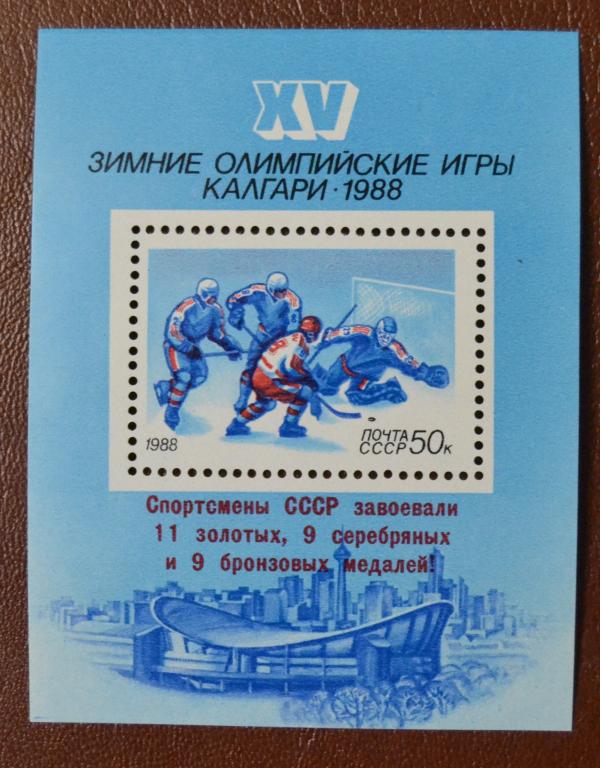 XV
ЗИМНИЕ ОЛИМПИЙСКИЕ ИГРЫ
КАЛГАРИ · 1988
1988
ПОЧТА
СССР 50к
Спортсмены СССР завоевали
11 золотых, 9 серебряных
и 9 бронзовых медалей!